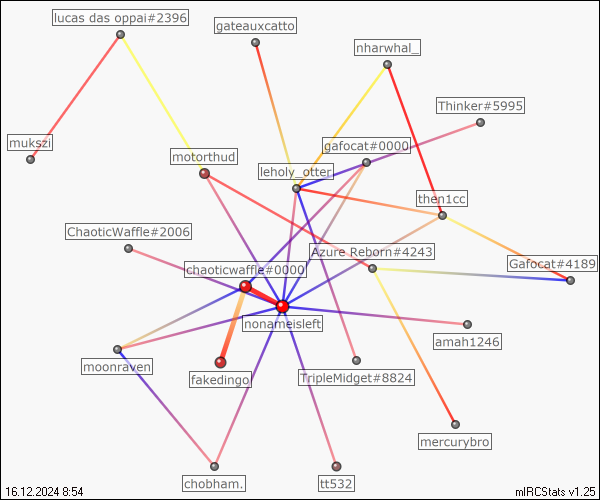 lucas das oppai#2396
gateauxcatto
nharwhal_
Thinker#5995
mukszi
gafocat#0000
motorthud
leholy_otter
then1cc
ChaoticWaffle#2006
Azure Reborn#4243
Gafocat#4189
chaoticwaffle#0000
nonameisleft
amah1246
moonraven
fakedingo
TripleMidget#8824
mercurybro
chobham.
tt532
16.12.2024 8:54
mIRCStats v1.25